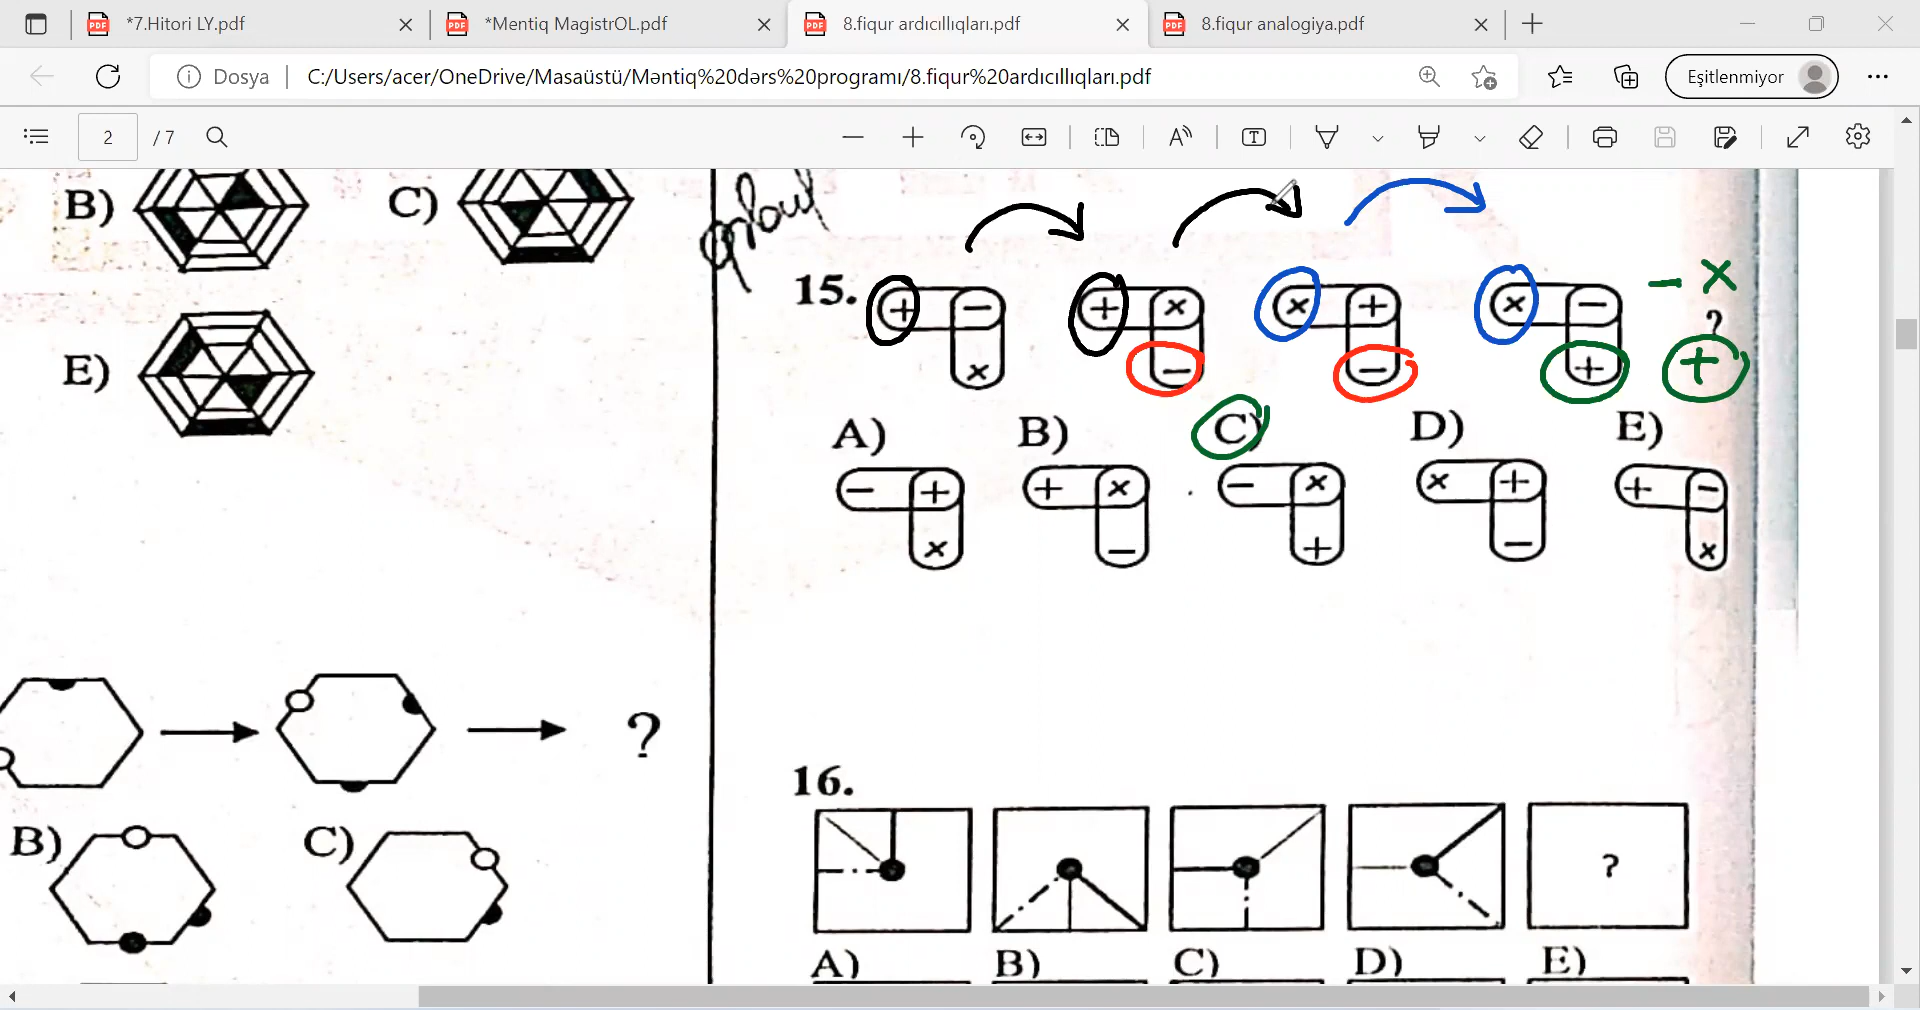 *7.Hitori LY.pdf
*Mentiq MagistrOL.pdf
8.fiqur ardıcıllıqları.pdf
8.fiqur analogiya.pdf
Dosya
C:/Users/acer/OneDrive/Masaüstü/Məntiq%20dərs%20programı/8.fiqur%20ardıcıllıqları.pdf
Eşitlenmiyor
2 / 7
B)
C)
E)
?
B)
C)
15. + − × + × − × + − × − + − ×
?
+
A) B) C) D) E)
− + × + × − − × + × + − + − ×
16.
?
A) B) C) D) E)